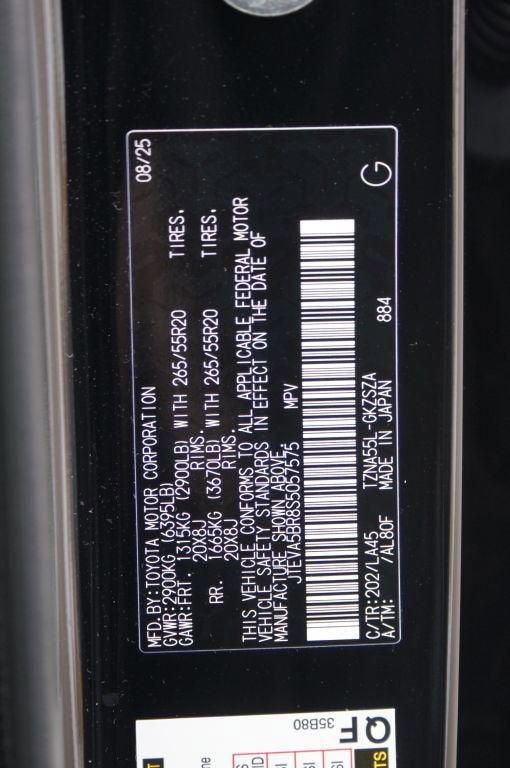 MFD.BY:TOYOTA MOTOR CORPORATION 08/25
GVWR:2900KG (6395LB)
GAWR:FRT. 1315KG (2900LB) WITH 265/55R20 TIRES.
20X8J RIMS.
RR. 1665KG (3670LB) WITH 265/55R20 TIRES.
20X8J RIMS.
THIS VEHICLE CONFORMS TO ALL APPLICABLE FEDERAL MOTOR
VEHICLE SAFETY STANDARDS IN EFFECT ON THE DATE OF
MANUFACTURE SHOWN ABOVE.
JTEVA5BR8S5057575 MPV
G
C/TR:202/LA45 TZNA55L-GKZSZA
A/TM: /AL80F MADE IN JAPAN 884
35B80
QF